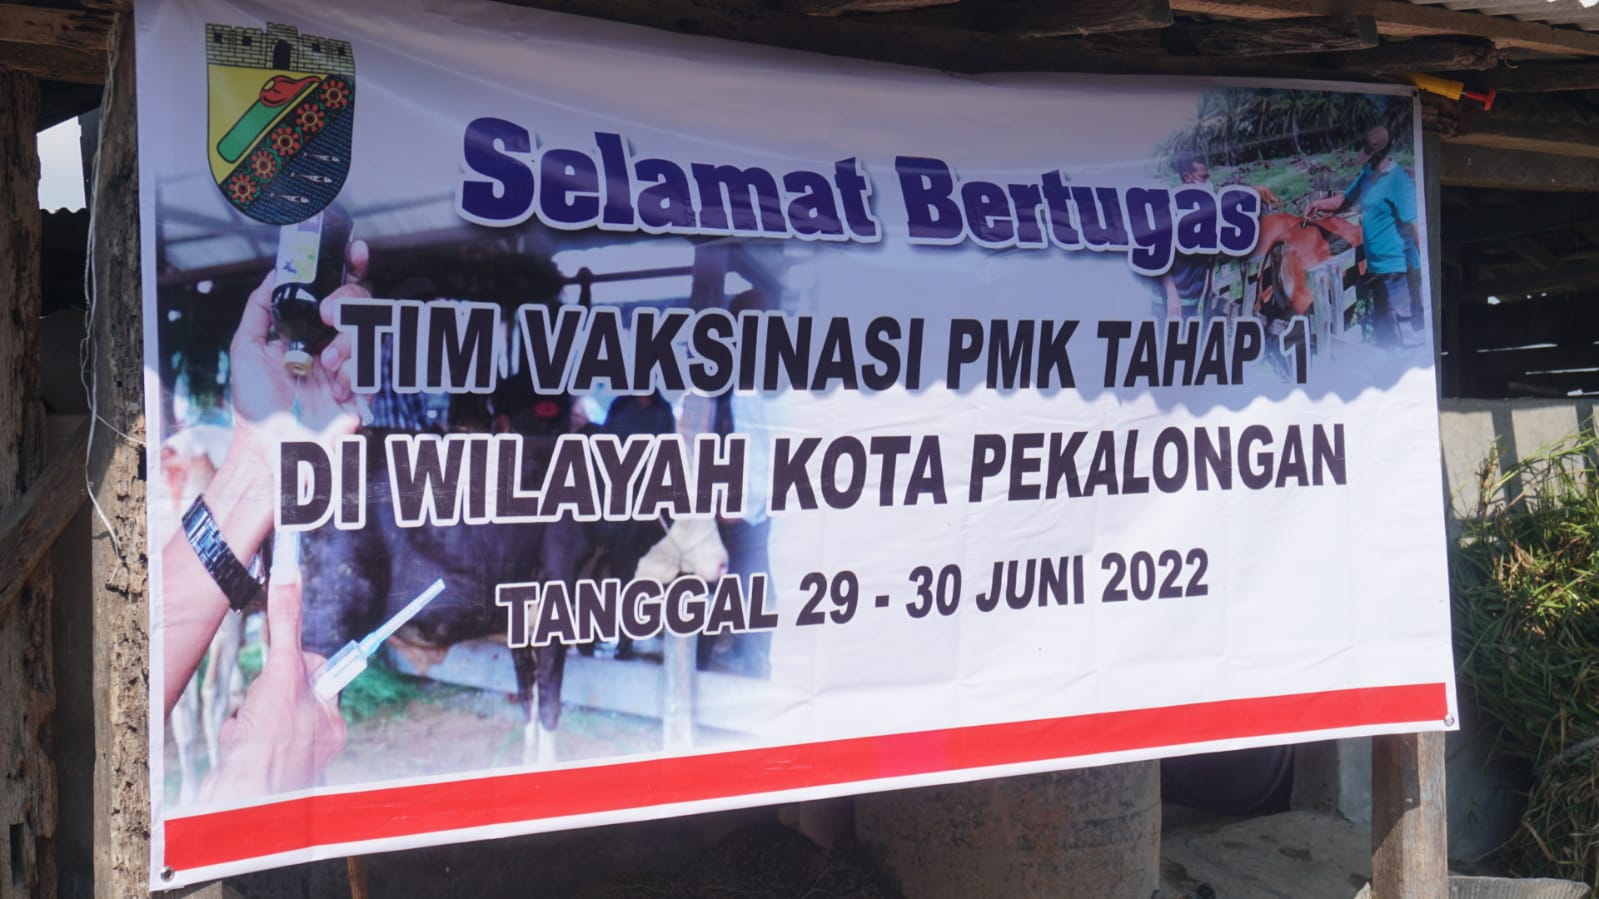 Selamat Bertugas
TIM VAKSINASI PMK TAHAP 1
DI WILAYAH KOTA PEKALONGAN
TANGGAL 29 - 30 JUNI 2022